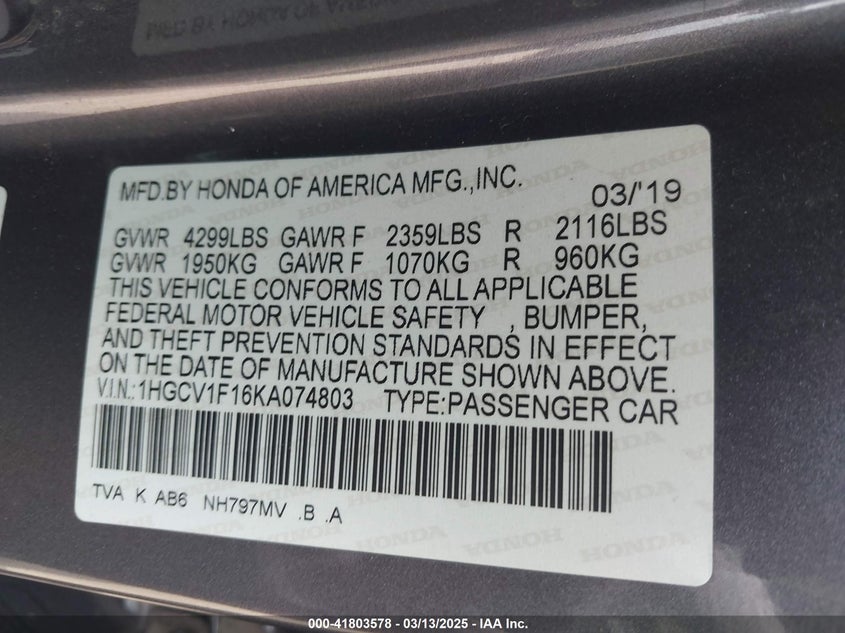 MFD.BY HONDA OF AMERICA MFG.,INC. 03/'19
GVWR 4299LBS GAWR F 2359LBS R 2116LBS
GVWR 1950KG GAWR F 1070KG R 960KG
THIS VEHICLE CONFORMS TO ALL APPLICABLE
FEDERAL MOTOR VEHICLE SAFETY , BUMPER,
AND THEFT PREVENTION STANDARDS IN EFFECT
ON THE DATE OF MANUFACTURE SHOWN ABOVE.
V.I.N.:1HGCV1F16KA074803 TYPE:PASSENGER CAR
TVA K AB6 NH797MV .B .A
000-41803578 - 03/13/2025 - IAA Inc.